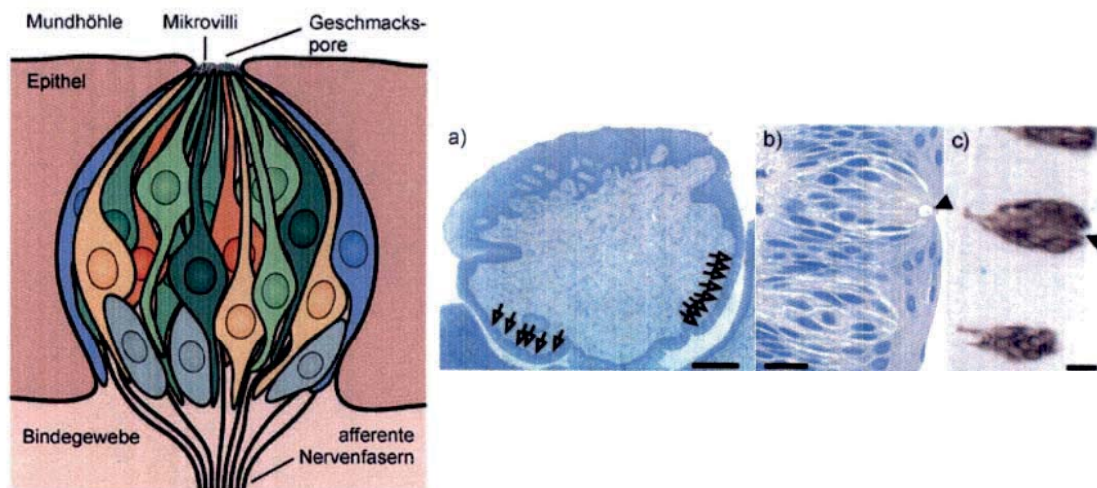 Mundhöhle
Mikrovilli
Geschmacks-
pore
Epithel
Bindegewebe
afferente
Nervenfasern
a)
b)
c)